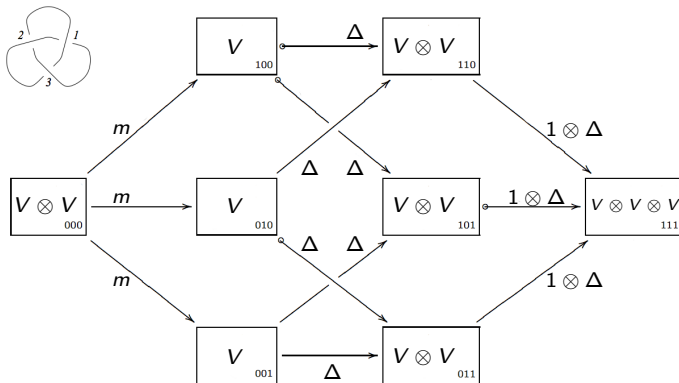 2 1
3
V 100
Δ
V ⊗ V 110
m
Δ Δ
1 ⊗ Δ
V ⊗ V 000
m
V 010
V ⊗ V 101
1 ⊗ Δ
V ⊗ V ⊗ V 111
m
Δ Δ
1 ⊗ Δ
V 001
Δ
V ⊗ V 011